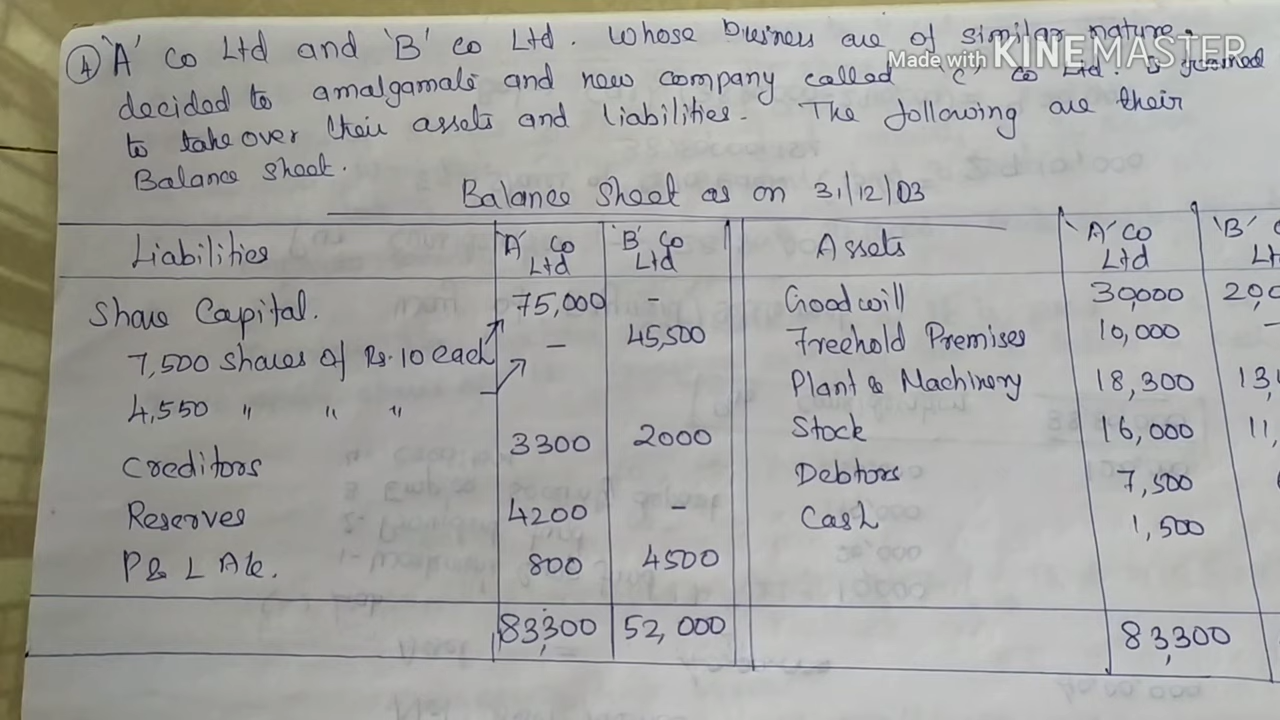 ④ 'A' Co Ltd and 'B' Co Ltd. Whose business are of similar nature.
decided to amalgamate and new company called 'C' Co Ltd. is formed
to take over their assets and liabilities. The following are their
Balance Sheet.
Balance Sheet as on 31/12/03
Liabilities 'A' Co Ltd 'B' Co Ltd Assets 'A' Co Ltd 'B'
Share Capital. 75,000 - Goodwill 30,000
7,500 shares of Rs.10 each - 45,500 Freehold Premises 10,000 -
4,550 " " " Plant & Machinery 18,300
Creditors 3300 2000 Stock 16,000
Reserves 4200 - Debtors 7,500
P & L A/c. 800 4500 Cash 1,500
83,300 52,000 83,300
Made with KINEMASTER